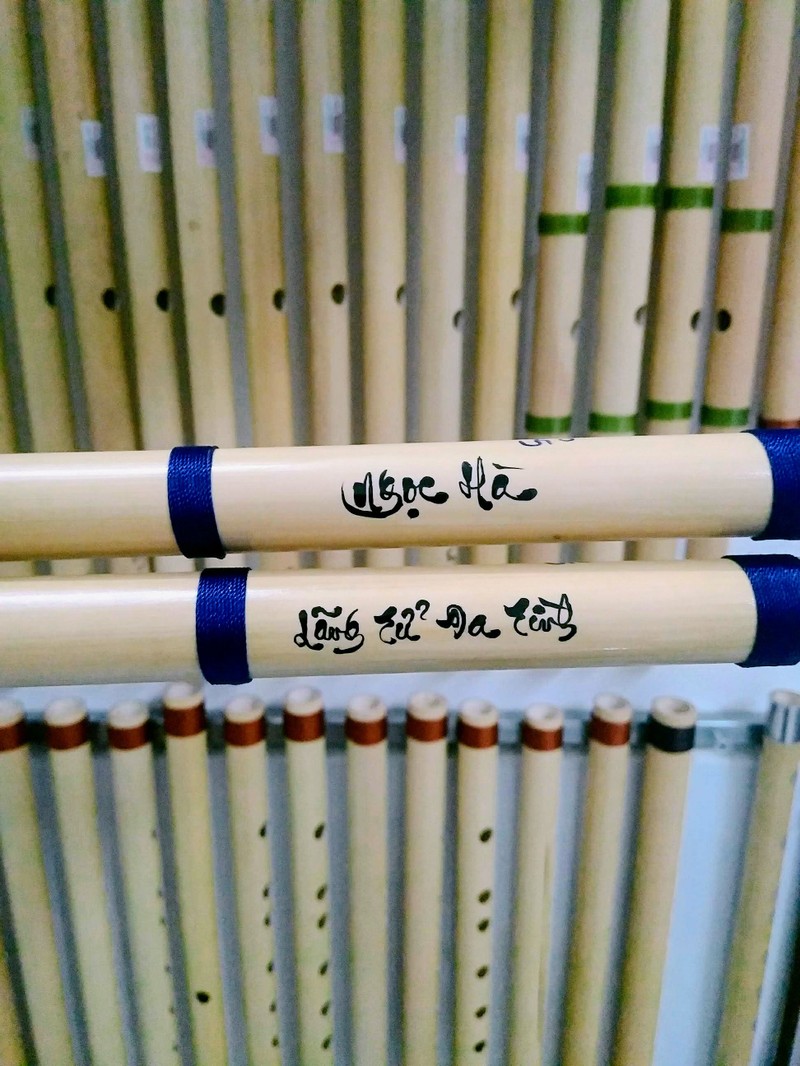 Ngọc Hà
Lãng Tử Đa Tình